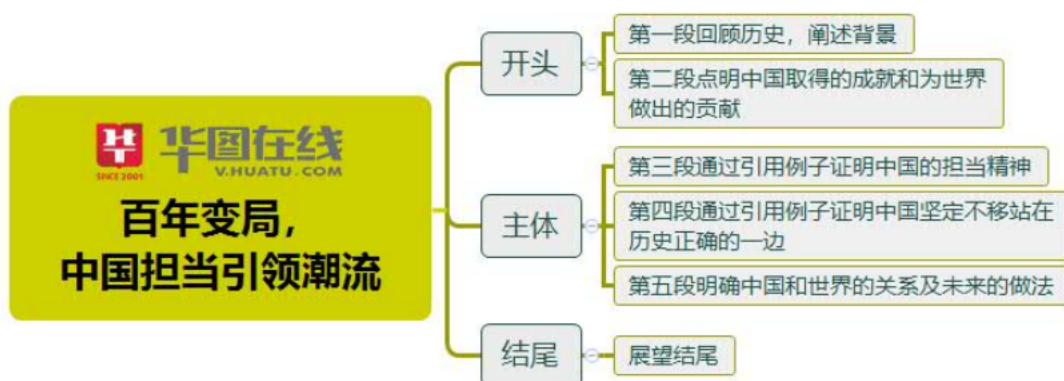 华图在线
V.HUATU.COM
SINCE 2001
百年变局，
中国担当引领潮流
开头
第一段回顾历史，阐述背景
第二段点明中国取得的成就和为世界
做出的贡献
主体
第三段通过引用例子证明中国的担当精神
第四段通过引用例子证明中国坚定不移站在
历史正确的一边
第五段明确中国和世界的关系及未来的做法
结尾
展望结尾